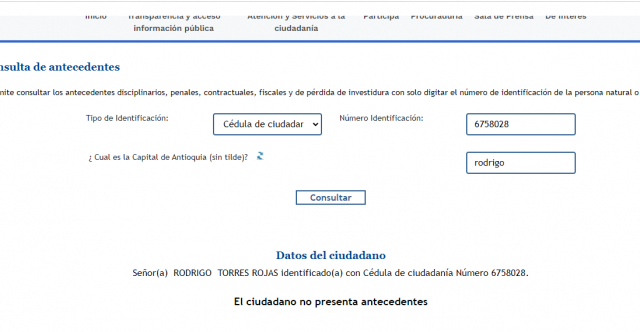 Inicio Transparencia y acceso Atención y Servicios a la Participa Procuraduría Sala de Prensa De Interés
información pública ciudadanía
nsulta de antecedentes
mite consultar los antecedentes disciplinarios, penales, contractuales, fiscales y de pérdida de investidura con solo digitar el número de identificación de la persona natural o
Tipo de Identificación: Cédula de ciudadar Número Identificación: 6758028
¿ Cual es la Capital de Antioquia (sin tilde)? rodrigo
Consultar
Datos del ciudadano
Señor(a) RODRIGO TORRES ROJAS identificado(a) con Cédula de ciudadanía Número 6758028.
El ciudadano no presenta antecedentes